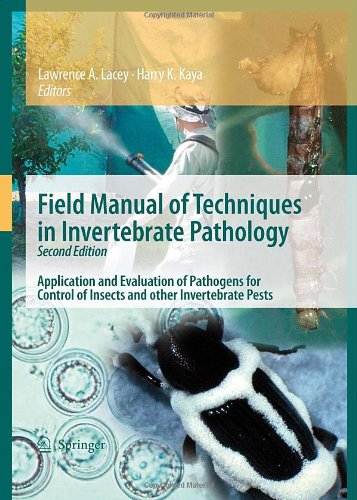 Lawrence A. Lacey · Harry K. Kaya
Editors
Field Manual of Techniques
in Invertebrate Pathology
Second Edition
Application and Evaluation of Pathogens for
Control of Insects and other Invertebrate Pests
Springer